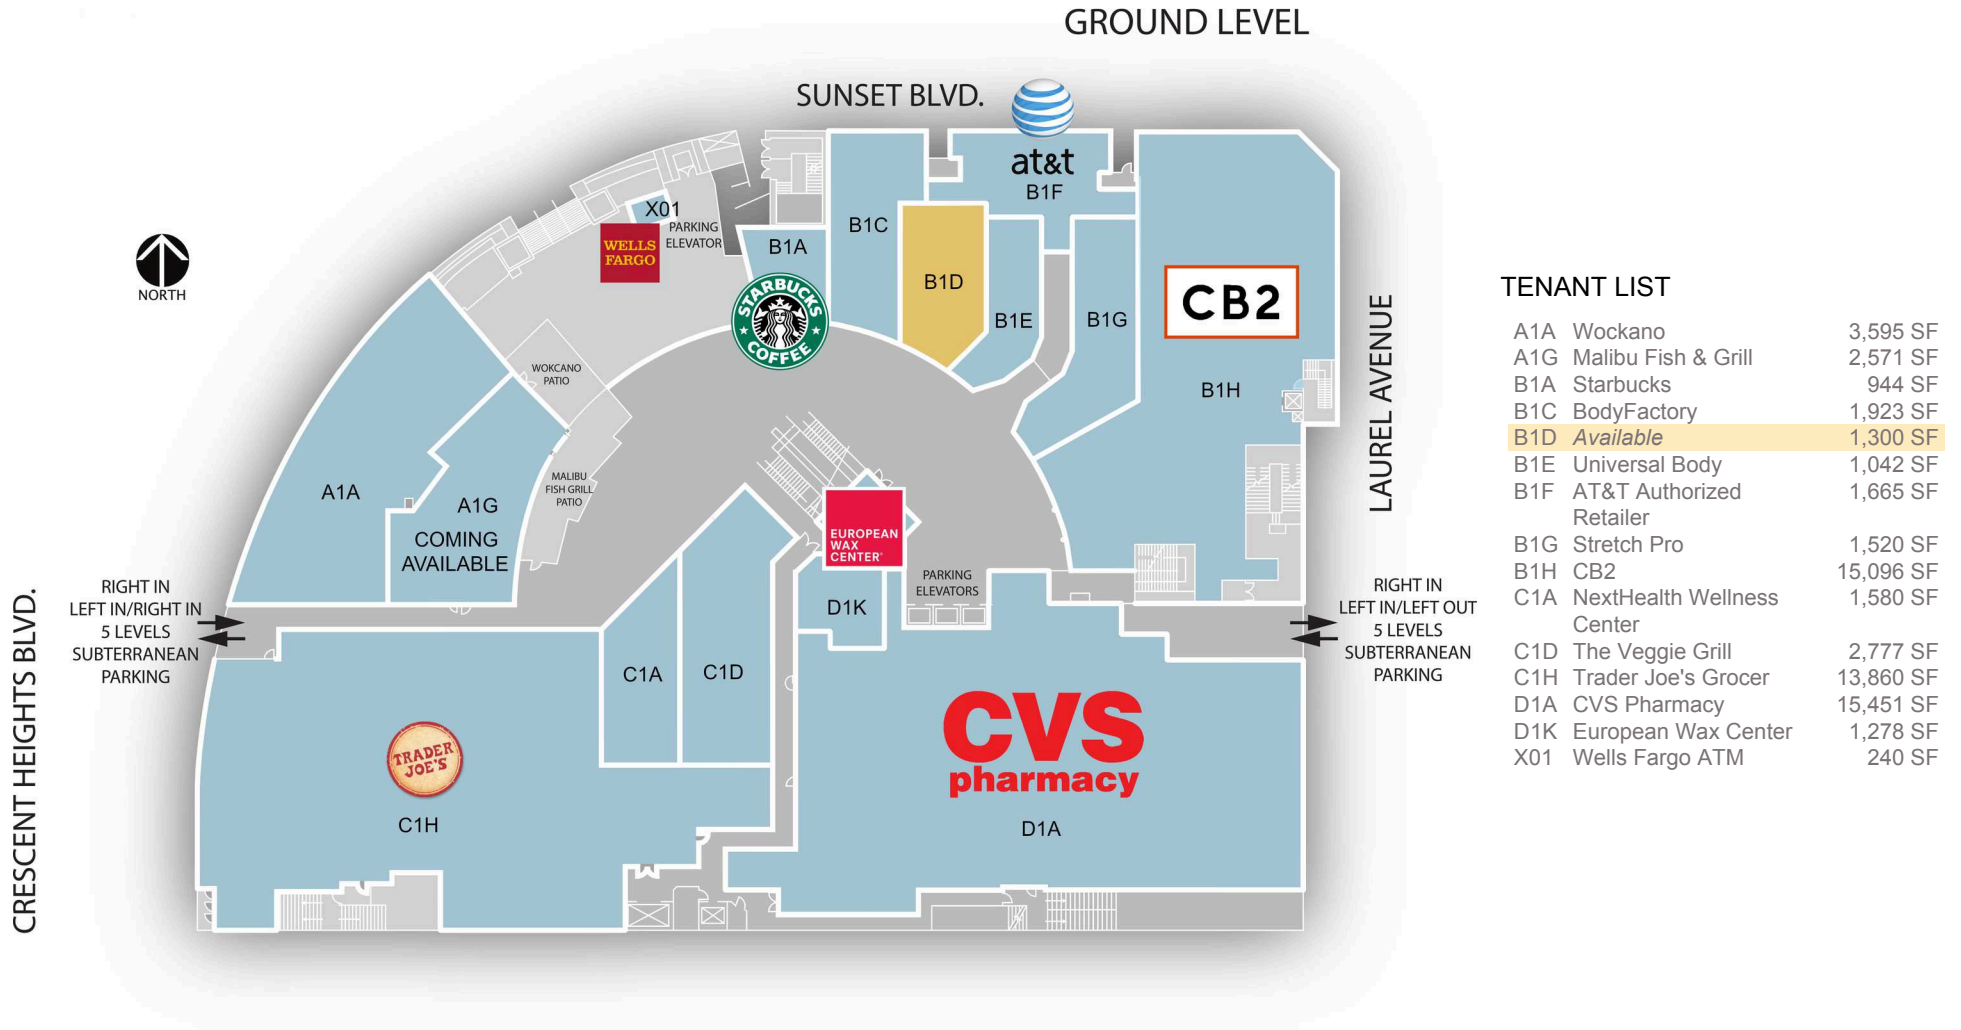 GROUND LEVEL
SUNSET BLVD.
at&t
B1F
X01
PARKING
ELEVATOR
WELLS
FARGO
B1A
STARBUCKS
COFFEE
B1C
B1D
B1E
B1G
CB2
B1H
NORTH
WOKCANO
PATIO
MALIBU
FISH GRILL
PATIO
A1A
A1G
COMING
AVAILABLE
EUROPEAN
WAX
CENTER
PARKING
ELEVATORS
D1K
C1A
C1D
TRADER
JOE'S
C1H
CVS
pharmacy
D1A
CRESCENT HEIGHTS BLVD.
RIGHT IN
LEFT IN/RIGHT IN
5 LEVELS
SUBTERRANEAN
PARKING
LAUREL AVENUE
RIGHT IN
LEFT IN/LEFT OUT
5 LEVELS
SUBTERRANEAN
PARKING
TENANT LIST
A1A Wockano 3,595 SF
A1G Malibu Fish & Grill 2,571 SF
B1A Starbucks 944 SF
B1C BodyFactory 1,923 SF
B1D Available 1,300 SF
B1E Universal Body 1,042 SF
B1F AT&T Authorized 1,665 SF
Retailer
B1G Stretch Pro 1,520 SF
B1H CB2 15,096 SF
C1A NextHealth Wellness 1,580 SF
Center
C1D The Veggie Grill 2,777 SF
C1H Trader Joe's Grocer 13,860 SF
D1A CVS Pharmacy 15,451 SF
D1K European Wax Center 1,278 SF
X01 Wells Fargo ATM 240 SF